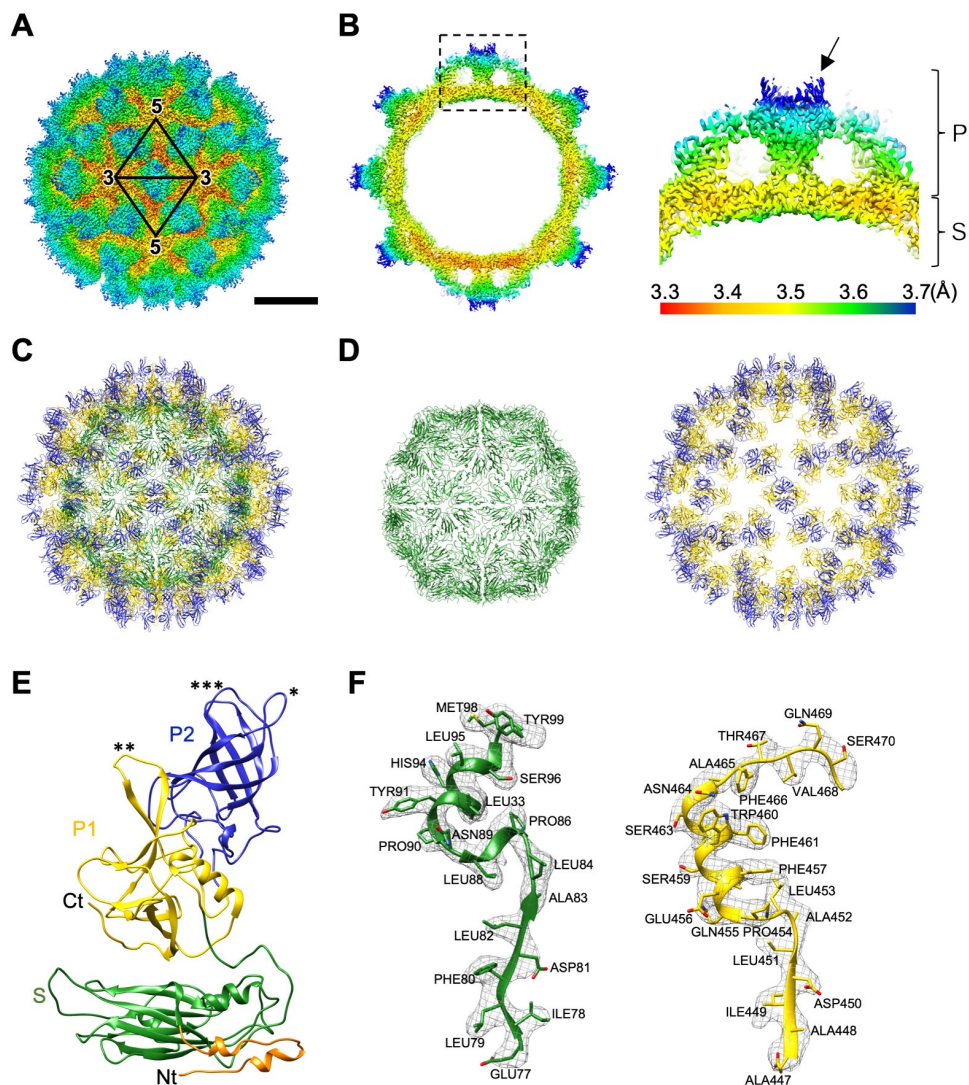 A
B
5
3
3
5
P
S
3.3
3.4
3.5
3.6
3.7(Å)
C
D
E
F
***
*
**
P2
P1
Ct
S
Nt
MET98
TYR99
LEU95
HIS94
SER96
TYR91
LEU33
ASN89
PRO86
PRO90
LEU84
LEU88
ALA83
LEU82
ASP81
PHE80
ILE78
LEU79
GLU77
GLN469
THR467
SER470
ALA465
VAL468
ASN464
PHE466
TRP460
SER463
PHE461
PHE457
SER459
LEU453
GLU456
ALA452
GLN455
PRO454
LEU451
ASP450
ILE449
ALA448
ALA447